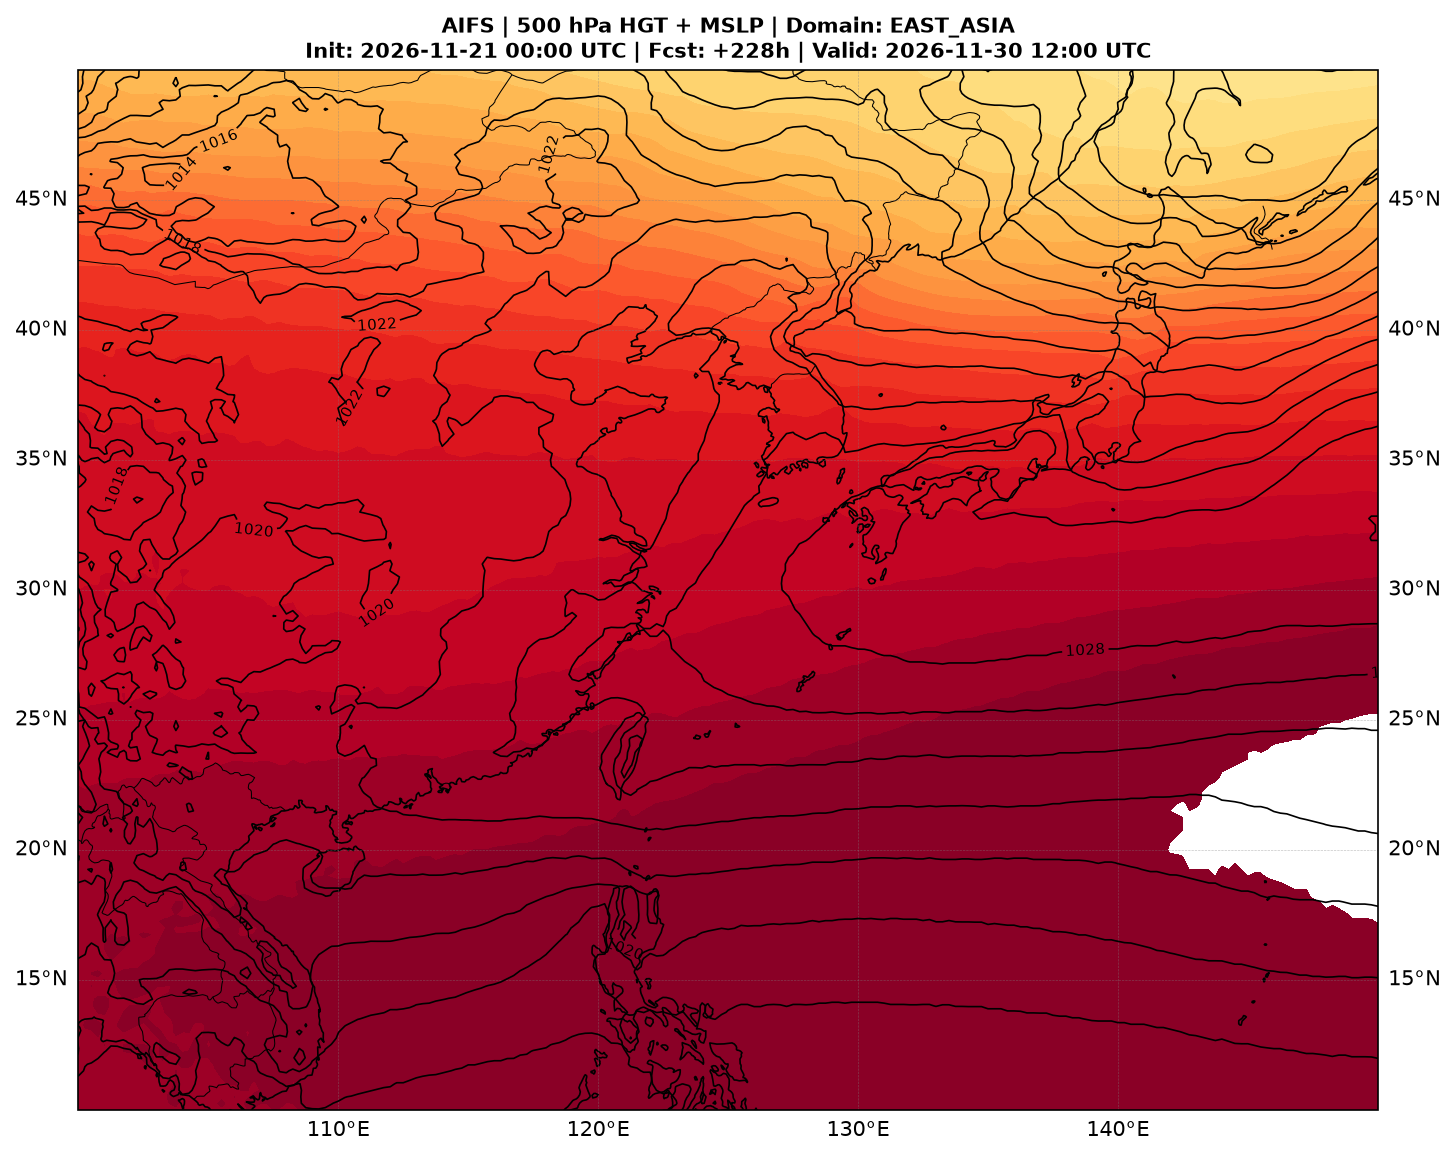 AIFS | 500 hPa HGT + MSLP | Domain: EAST_ASIA
Init: 2026-11-21 00:00 UTC | Fcst: +228h | Valid: 2026-11-30 12:00 UTC
1016
1014
1022
1018
45°N
45°N
1022
40°N
40°N
1022
35°N
35°N
1018
1020
30°N
30°N
1020
1028
25°N
25°N
20°N
20°N
15°N
15°N
110°E
120°E
130°E
140°E